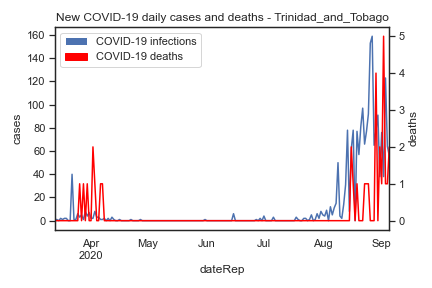 New COVID-19 daily cases and deaths - Trinidad_and_Tobago
COVID-19 infections
COVID-19 deaths
160
140
120
100
80
60
40
20
0
cases
5
4
3
2
1
0
deaths
Apr May Jun Jul Aug Sep
2020
dateRep